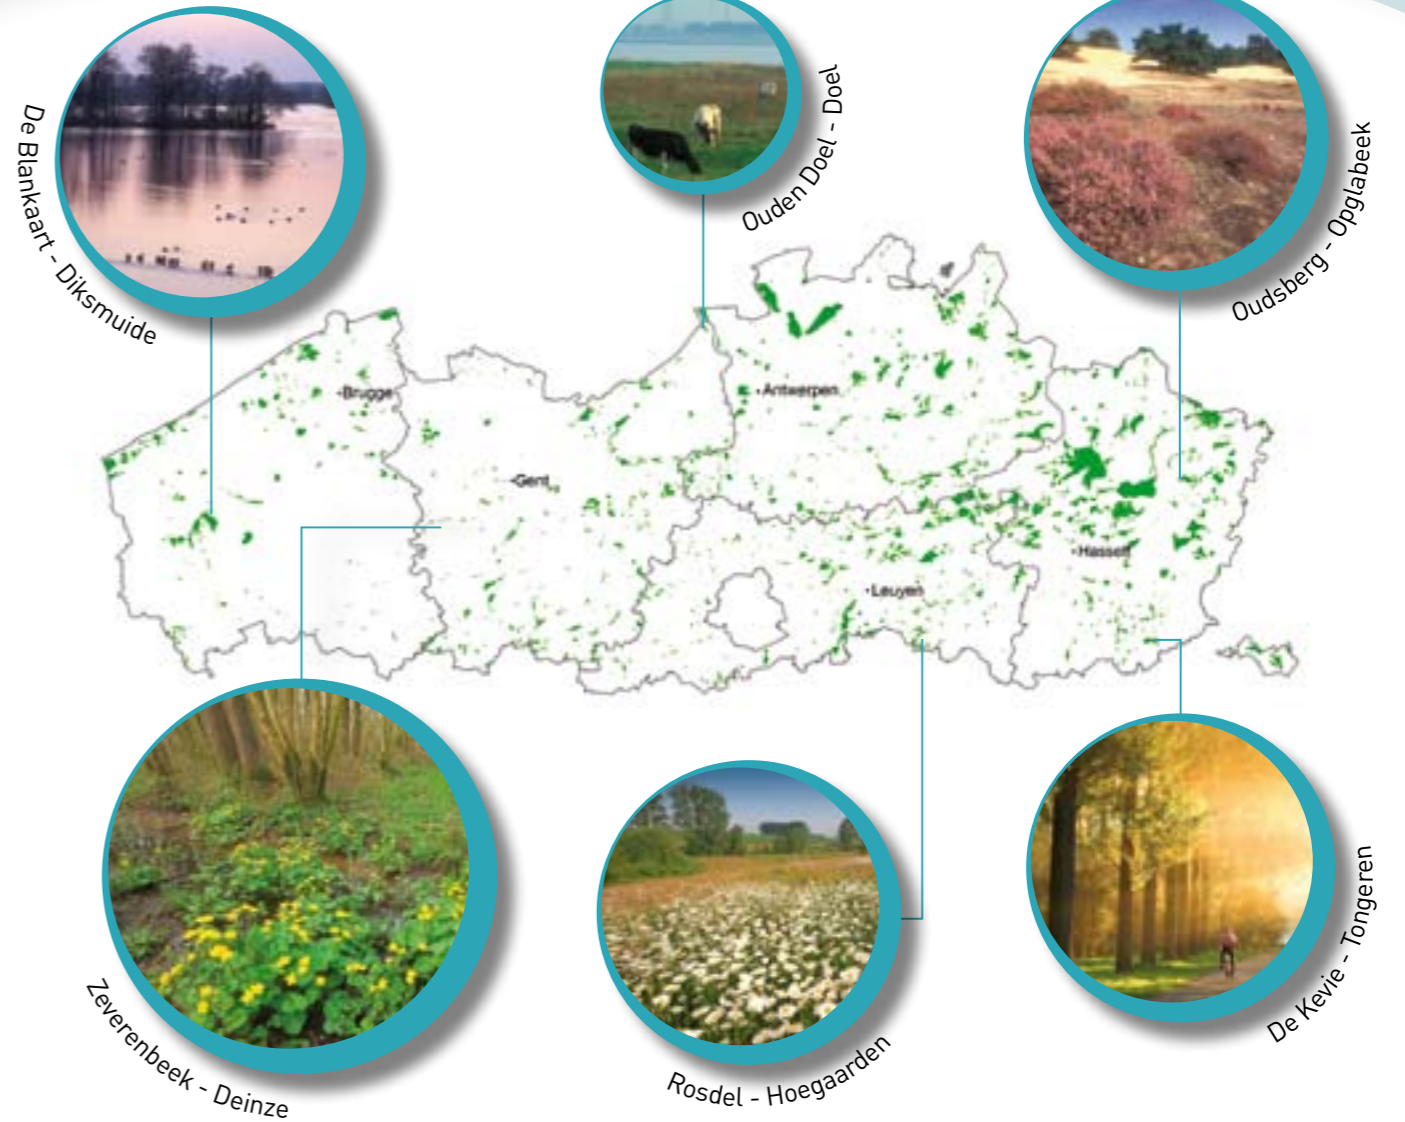 De Blankaart - Diksmuide
Ouden Doel - Doel
Oudsberg - Opglabeek
Brugge
Antwerpen
Gent
Hasselt
Leuven
Zeverenbeek - Deinze
Rosdel - Hoegaarden
De Kevie - Tongeren